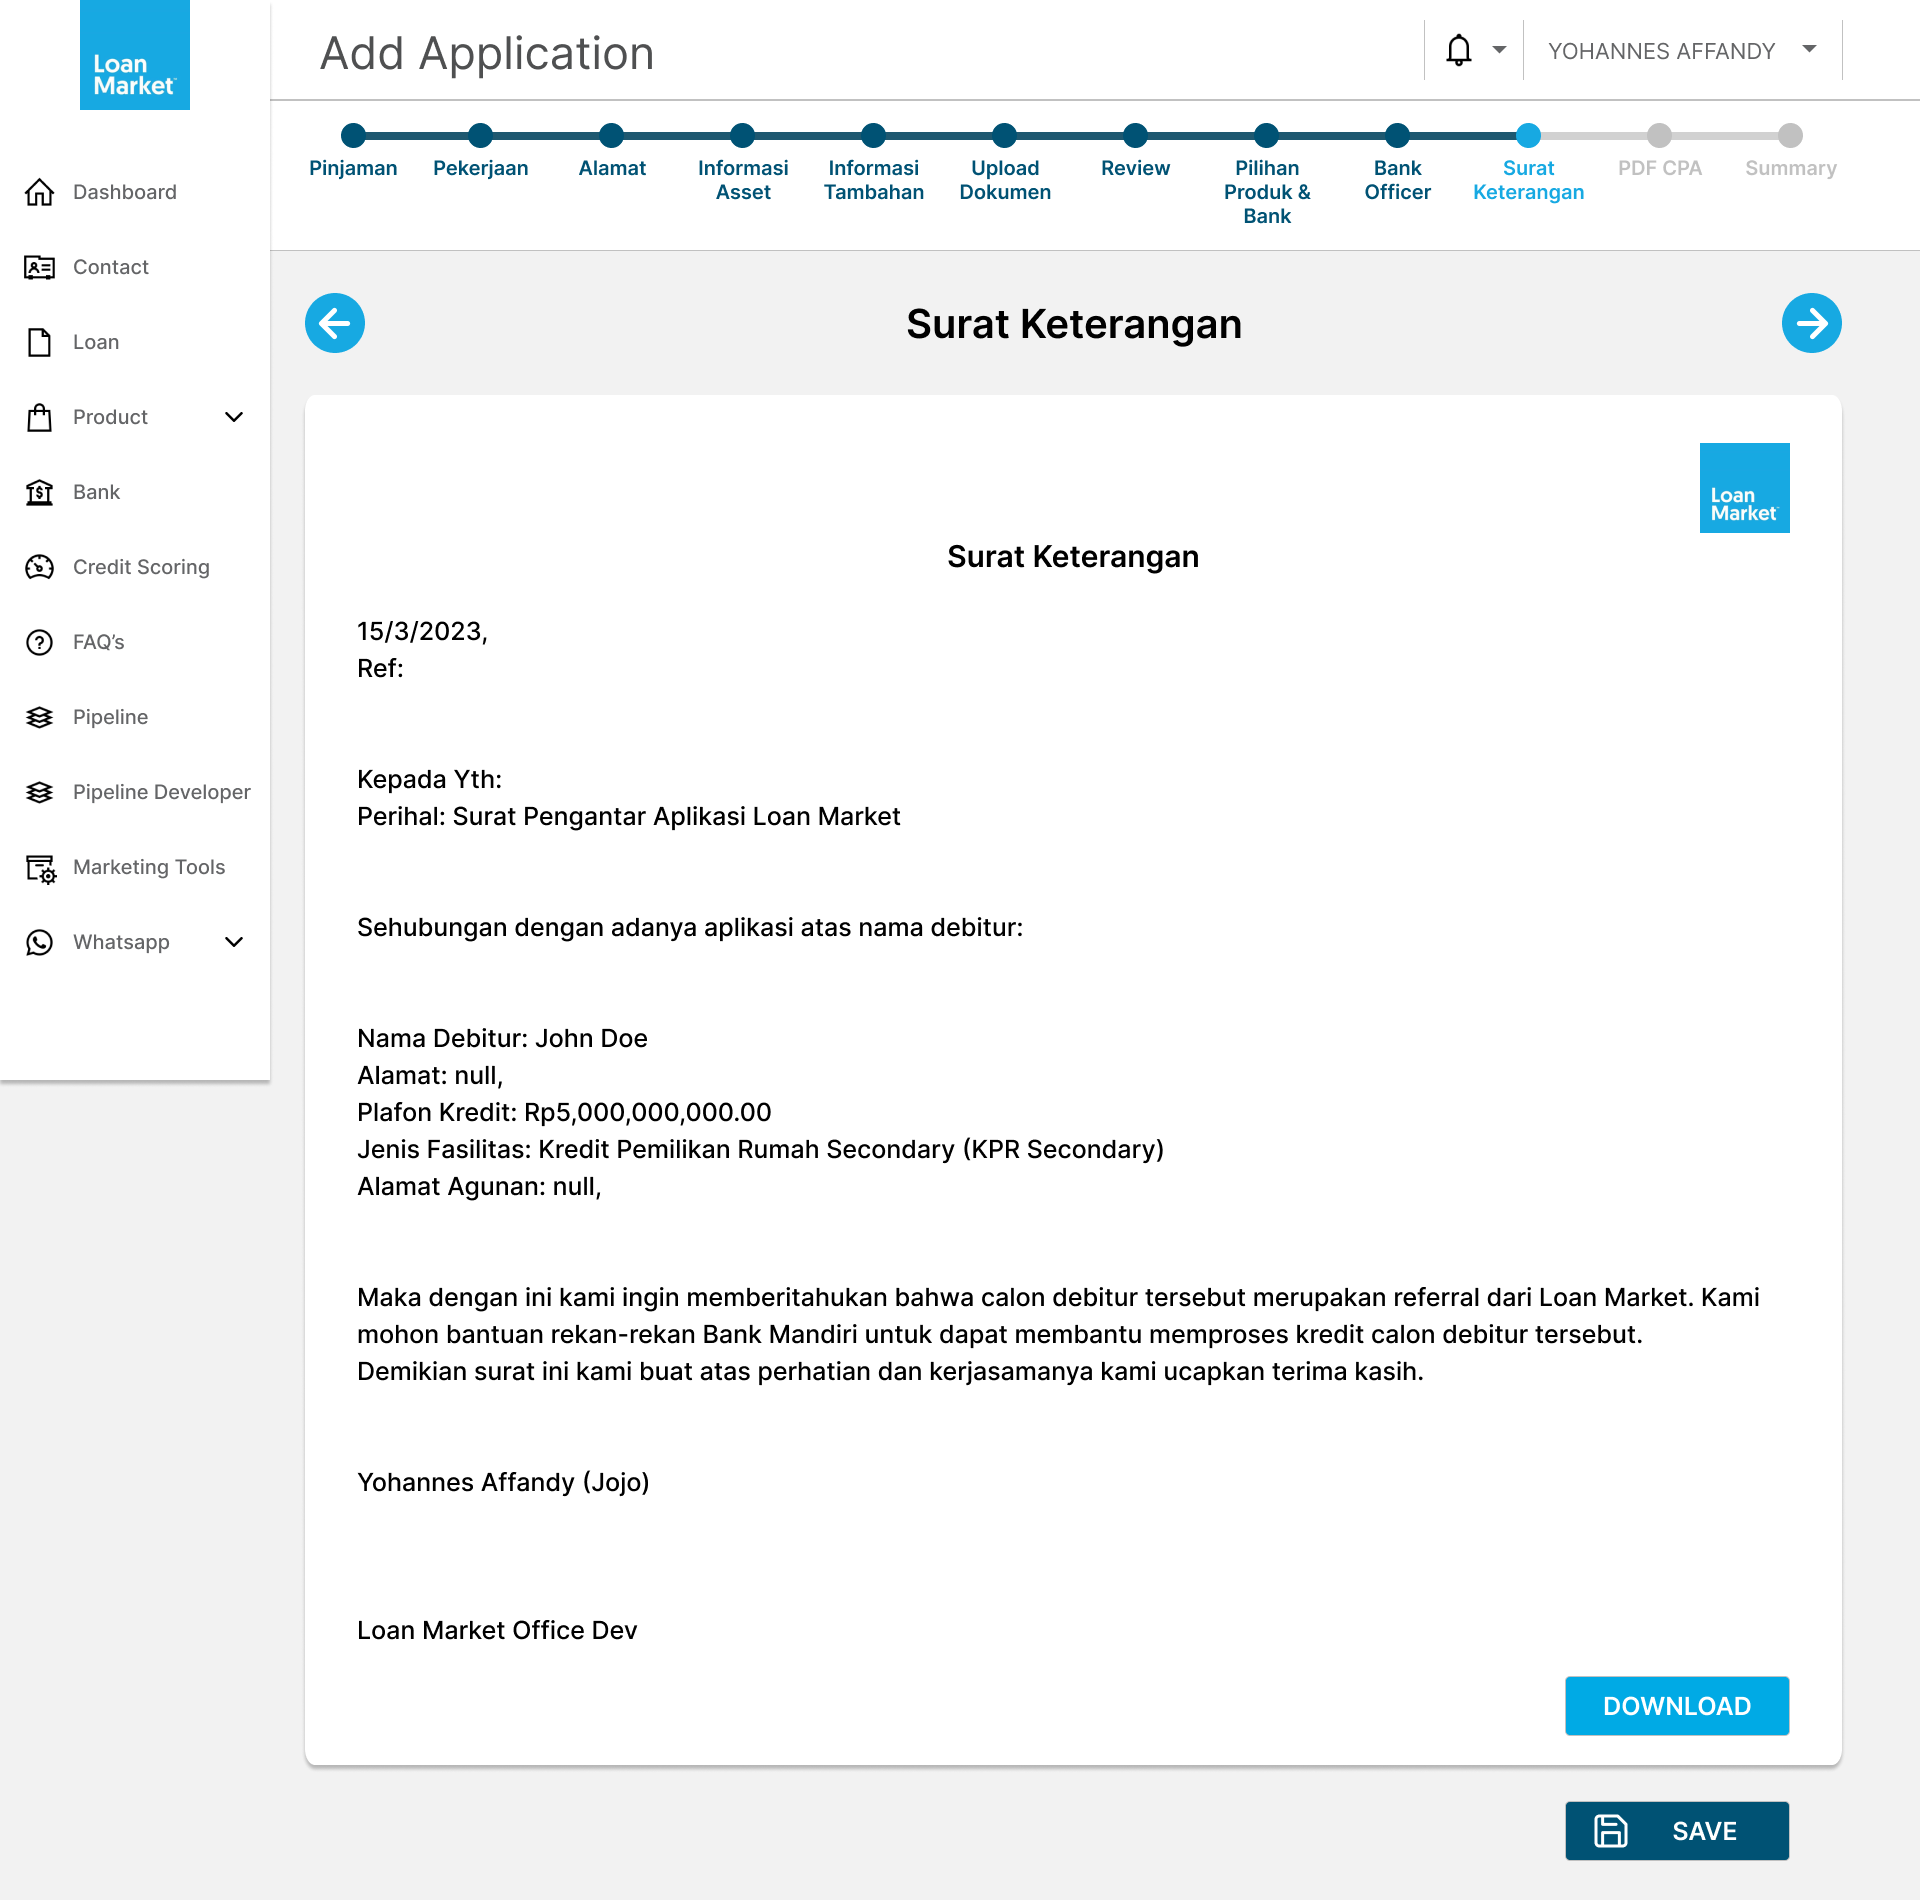 Loan
Market
Add Application
YOHANNES AFFANDY
Pinjaman
Pekerjaan
Alamat
Informasi
Asset
Informasi
Tambahan
Upload
Dokumen
Review
Pilihan
Produk &
Bank
Bank
Officer
Surat
Keterangan
PDF CPA
Summary
Dashboard
Contact
Loan
Product
Bank
Credit Scoring
FAQ’s
Pipeline
Pipeline Developer
Marketing Tools
Whatsapp
Surat Keterangan
Loan
Market
Surat Keterangan
15/3/2023,
Ref:
Kepada Yth:
Perihal: Surat Pengantar Aplikasi Loan Market
Sehubungan dengan adanya aplikasi atas nama debitur:
Nama Debitur: John Doe
Alamat: null,
Plafon Kredit: Rp5,000,000,000.00
Jenis Fasilitas: Kredit Pemilikan Rumah Secondary (KPR Secondary)
Alamat Agunan: null,
Maka dengan ini kami ingin memberitahukan bahwa calon debitur tersebut merupakan referral dari Loan Market. Kami
mohon bantuan rekan-rekan Bank Mandiri untuk dapat membantu memproses kredit calon debitur tersebut.
Demikian surat ini kami buat atas perhatian dan kerjasamanya kami ucapkan terima kasih.
Yohannes Affandy (Jojo)
Loan Market Office Dev
DOWNLOAD
SAVE